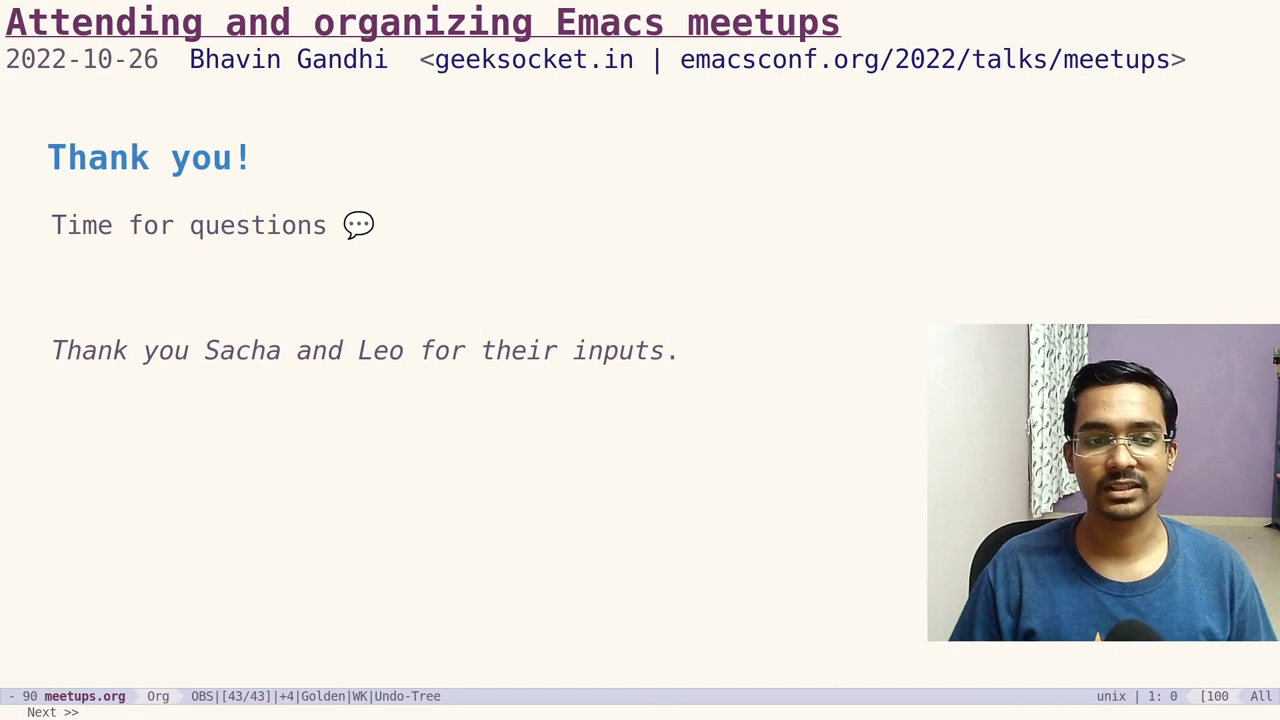 Attending and organizing Emacs meetups
2022-10-26 Bhavin Gandhi <geeksocket.in | emacsconf.org/2022/talks/meetups>
Thank you!
Time for questions 💬
Thank you Sacha and Leo for their inputs.
- 90 meetups.org Org OBS|[43/43]|+4|Golden|WK|Undo-Tree unix | 1: 0 [100 All
Next >>